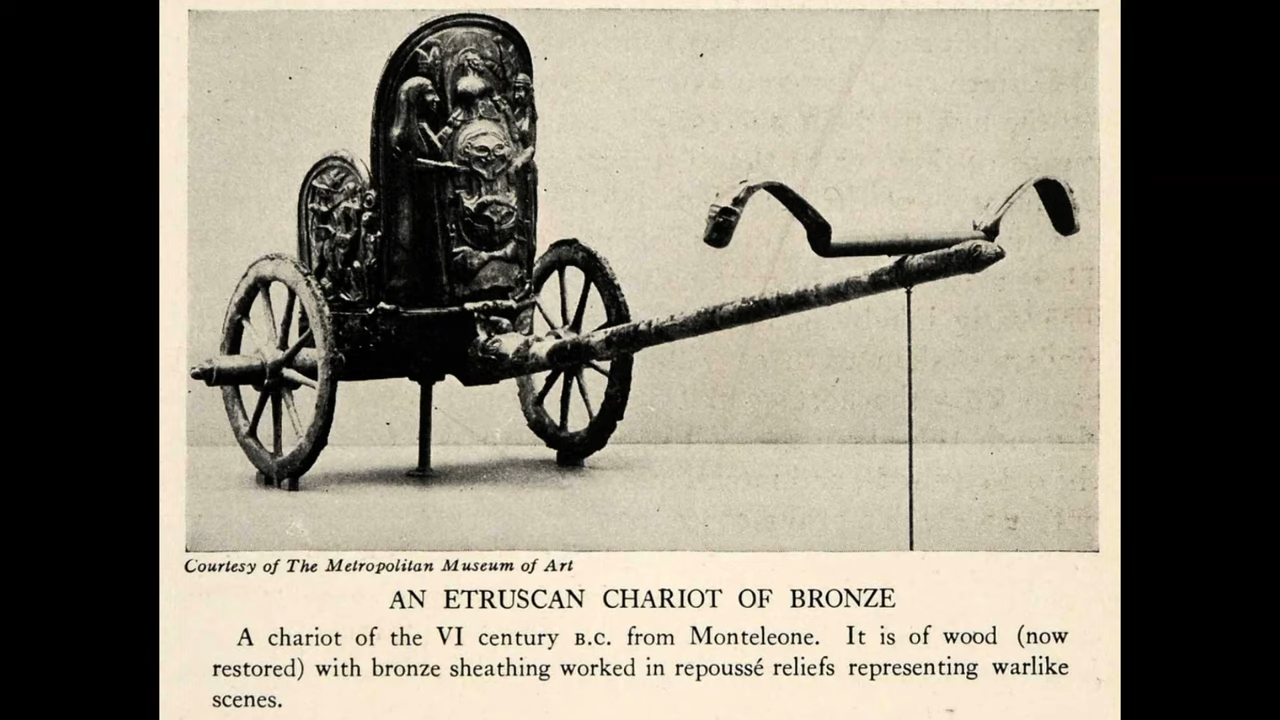 Courtesy of The Metropolitan Museum of Art
AN ETRUSCAN CHARIOT OF BRONZE
A chariot of the VI century B.C. from Monteleone. It is of wood (now
restored) with bronze sheathing worked in repoussé reliefs representing warlike
scenes.